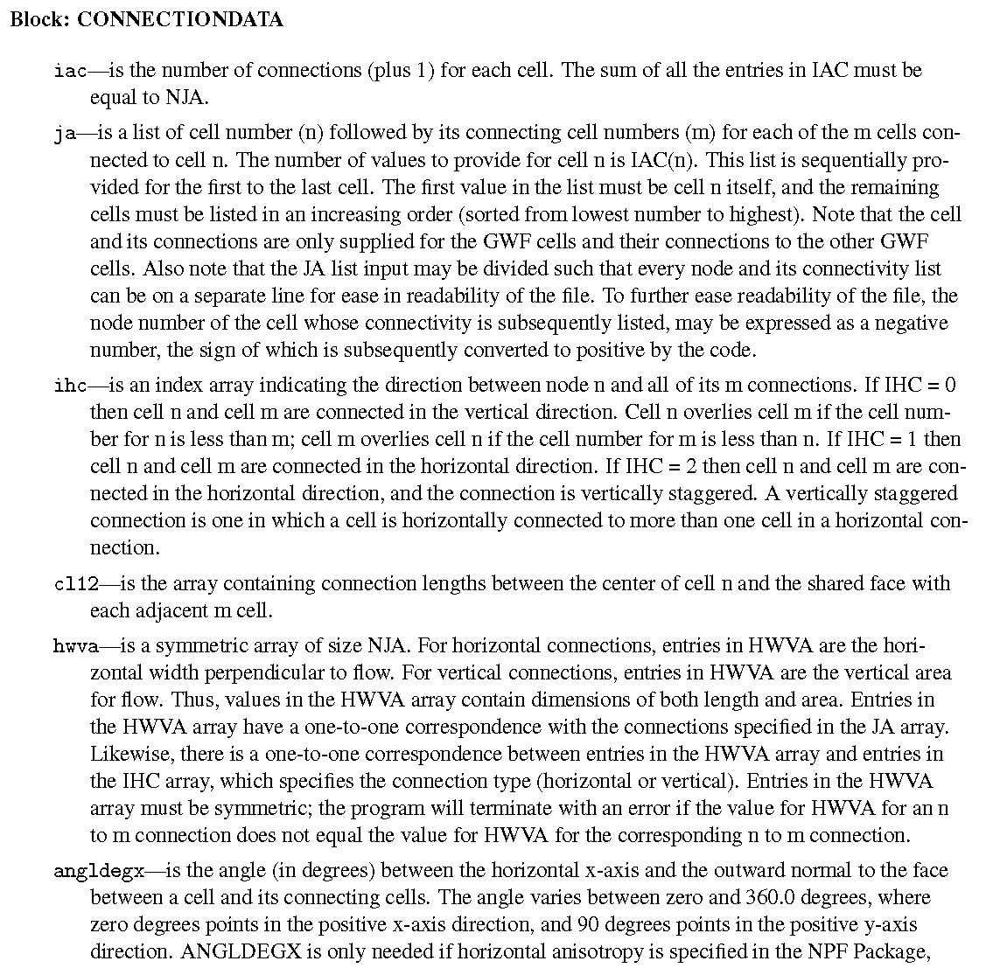 Block: CONNECTIONDATA
iac—is the number of connections (plus 1) for each cell. The sum of all the entries in IAC must be
equal to NJA.
ja—is a list of cell number (n) followed by its connecting cell numbers (m) for each of the m cells con-
nected to cell n. The number of values to provide for cell n is IAC(n). This list is sequentially pro-
vided for the first to the last cell. The first value in the list must be cell n itself, and the remaining
cells must be listed in an increasing order (sorted from lowest number to highest). Note that the cell
and its connections are only supplied for the GWF cells and their connections to the other GWF
cells. Also note that the JA list input may be divided such that every node and its connectivity list
can be on a separate line for ease in readability of the file. To further ease readability of the file, the
node number of the cell whose connectivity is subsequently listed, may be expressed as a negative
number, the sign of which is subsequently converted to positive by the code.
ihc—is an index array indicating the direction between node n and all of its m connections. If IHC = 0
then cell n and cell m are connected in the vertical direction. Cell n overlies cell m if the cell num-
ber for n is less than m; cell m overlies cell n if the cell number for m is less than n. If IHC = 1 then
cell n and cell m are connected in the horizontal direction. If IHC = 2 then cell n and cell m are con-
nected in the horizontal direction, and the connection is vertically staggered. A vertically staggered
connection is one in which a cell is horizontally connected to more than one cell in a horizontal con-
nection.
cl12—is the array containing connection lengths between the center of cell n and the shared face with
each adjacent m cell.
hwva—is a symmetric array of size NJA. For horizontal connections, entries in HWVA are the hori-
zontal width perpendicular to flow. For vertical connections, entries in HWVA are the vertical area
for flow. Thus, values in the HWVA array contain dimensions of both length and area. Entries in
the HWVA array have a one-to-one correspondence with the connections specified in the JA array.
Likewise, there is a one-to-one correspondence between entries in the HWVA array and entries in
the IHC array, which specifies the connection type (horizontal or vertical). Entries in the HWVA
array must be symmetric; the program will terminate with an error if the value for HWVA for an n
to m connection does not equal the value for HWVA for the corresponding n to m connection.
angldegx—is the angle (in degrees) between the horizontal x-axis and the outward normal to the face
between a cell and its connecting cells. The angle varies between zero and 360.0 degrees, where
zero degrees points in the positive x-axis direction, and 90 degrees points in the positive y-axis
direction. ANGLDEGX is only needed if horizontal anisotropy is specified in the NPF Package,